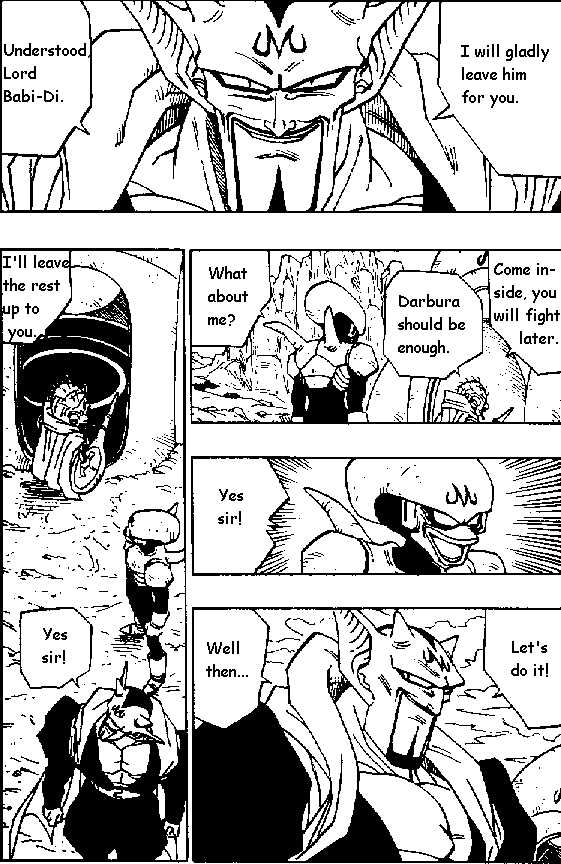 I will gladly
leave him
for you.
Understood,
Lord
Babi-Di.
Come in-
side, you
will fight
later.
Darbura
should be
enough.
What
about
me?
Yes
sir!
Let's
do it!
Well
then...
I'll leave
the rest
up to
you...
Yes
sir!